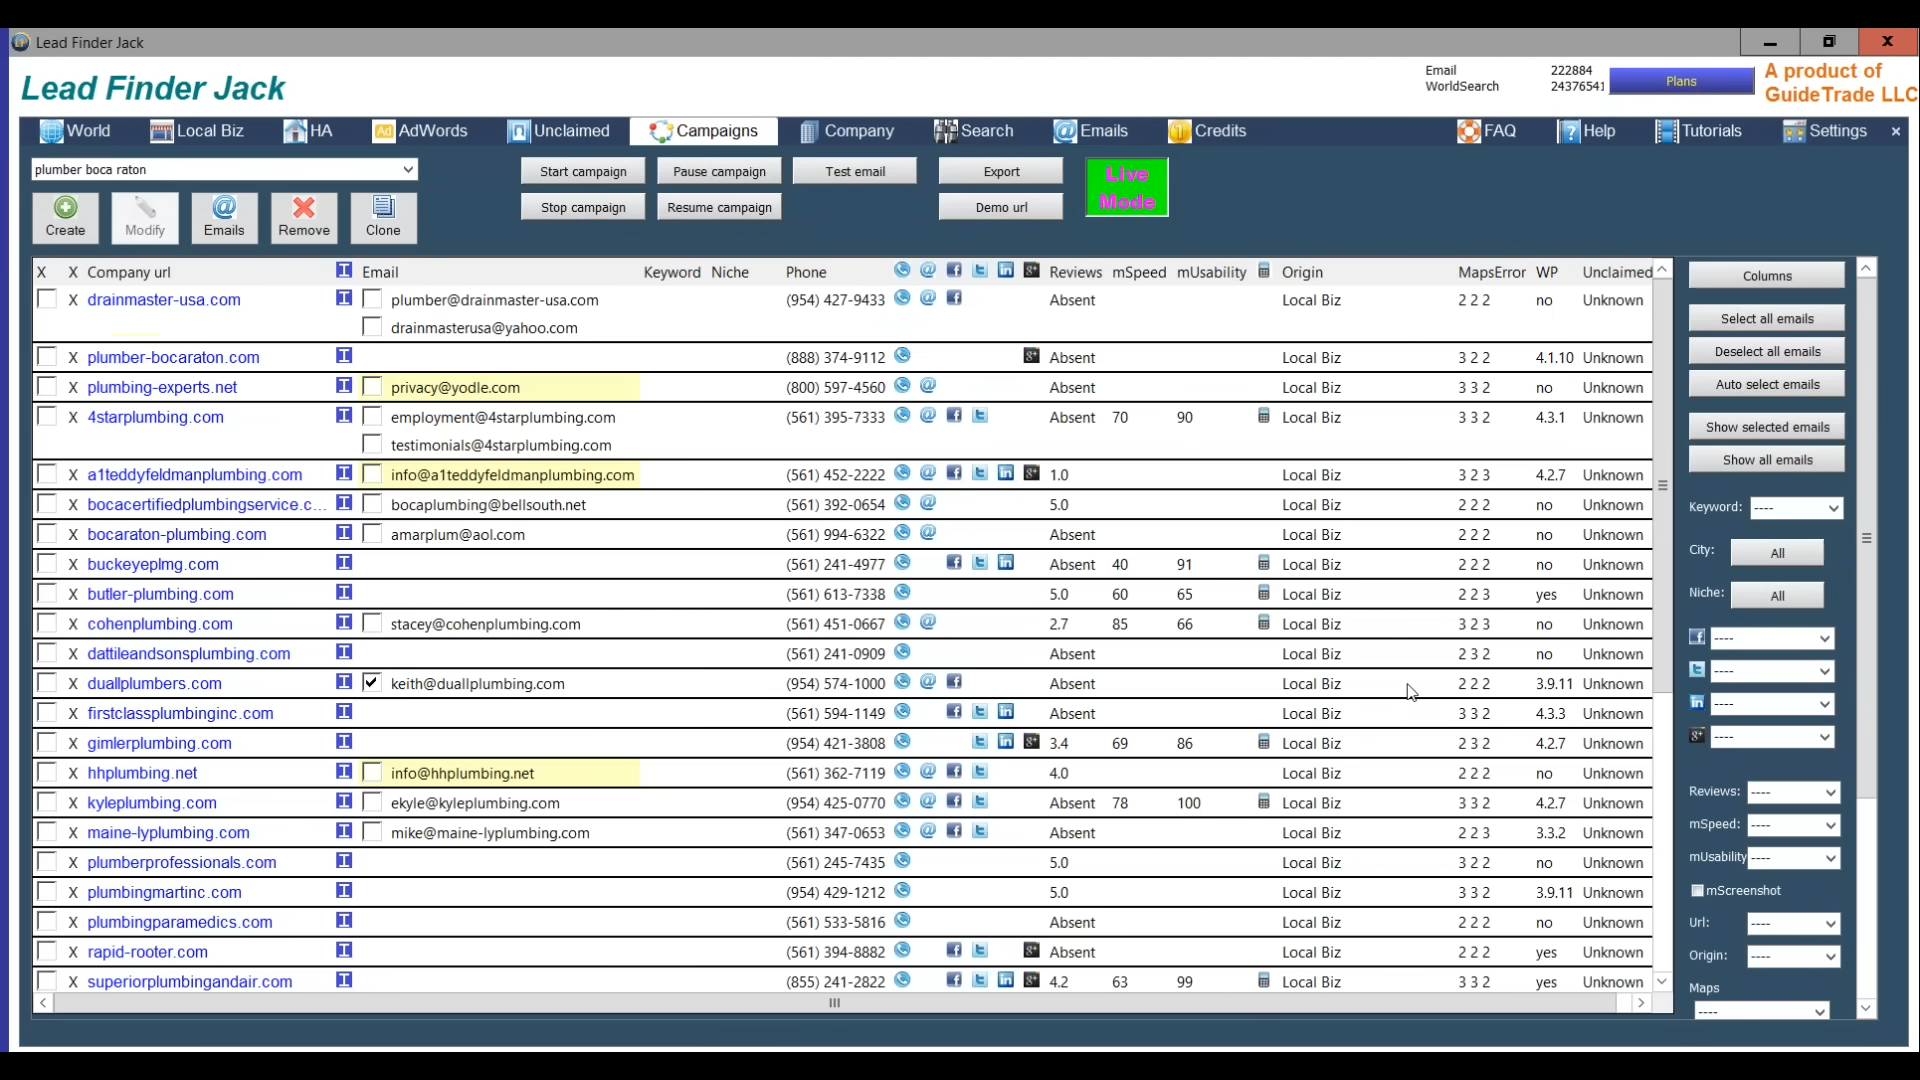 Lead Finder Jack
Lead Finder Jack
Email 222884
WorldSearch 24376541
Plans
A product of
GuideTrade LLC
World Local Biz HA AdWords Unclaimed Campaigns Company Search Emails Credits FAQ Help Tutorials Settings ×
plumber boca raton
Start campaign Pause campaign Test email Export
Live
Mode
Stop campaign Resume campaign Demo url
Create Modify Emails Remove Clone
X X Company url Email Keyword Niche Phone Reviews mSpeed mUsability Origin MapsError WP Unclaimed
X drainmaster-usa.com plumber@drainmaster-usa.com (954) 427-9433 Absent Local Biz 2 2 2 no Unknown
drainmasterusa@yahoo.com
X plumber-bocaraton.com (888) 374-9112 Absent Local Biz 3 2 2 4.1.10 Unknown
X plumbing-experts.net privacy@yodle.com (800) 597-4560 Absent Local Biz 3 3 2 no Unknown
X 4starplumbing.com employment@4starplumbing.com (561) 395-7333 Absent 70 90 Local Biz 3 3 2 4.3.1 Unknown
testimonials@4starplumbing.com
X a1teddyfeldmanplumbing.com info@a1teddyfeldmanplumbing.com (561) 452-2222 1.0 Local Biz 3 2 3 4.2.7 Unknown
X bocacertifiedplumbingservice.c... bocaplumbing@bellsouth.net (561) 392-0654 5.0 Local Biz 2 2 2 no Unknown
X bocaraton-plumbing.com amarplum@aol.com (561) 994-6322 Absent Local Biz 2 2 2 no Unknown
X buckeyeplmg.com (561) 241-4977 Absent 40 91 Local Biz 2 2 2 no Unknown
X butler-plumbing.com (561) 613-7338 5.0 60 65 Local Biz 2 2 3 yes Unknown
X cohenplumbing.com stacey@cohenplumbing.com (561) 451-0667 2.7 85 66 Local Biz 3 2 3 no Unknown
X dattileandsonsplumbing.com (561) 241-0909 Absent Local Biz 2 3 2 no Unknown
X duallplumbers.com keith@duallplumbing.com (954) 574-1000 Absent Local Biz 2 2 2 3.9.11 Unknown
X firstclassplumbinginc.com (561) 594-1149 Absent Local Biz 3 3 2 4.3.3 Unknown
X gimlerplumbing.com (954) 421-3808 3.4 69 86 Local Biz 2 3 2 4.2.7 Unknown
X hhplumbing.net info@hhplumbing.net (561) 362-7119 4.0 Local Biz 2 2 2 no Unknown
X kyleplumbing.com ekyle@kyleplumbing.com (954) 425-0770 Absent 78 100 Local Biz 3 3 2 4.2.7 Unknown
X maine-lyplumbing.com mike@maine-lyplumbing.com (561) 347-0653 Absent Local Biz 2 2 3 3.3.2 Unknown
X plumberprofessionals.com (561) 245-7435 5.0 Local Biz 3 2 2 no Unknown
X plumbingmartinc.com (954) 429-1212 5.0 Local Biz 3 3 2 3.9.11 Unknown
X plumbingparamedics.com (561) 533-5816 Absent Local Biz 2 2 2 no Unknown
X rapid-rooter.com (561) 394-8882 Absent Local Biz 2 2 2 yes Unknown
X superiorplumbingandair.com (855) 241-2822 4.2 63 99 Local Biz 3 3 2 yes Unknown
Columns
Select all emails
Deselect all emails
Auto select emails
Show selected emails
Show all emails
Keyword: ----
City: All
Niche: All
----
----
----
----
Reviews: ----
mSpeed: ----
mUsability ----
mScreenshot
Url: ----
Origin: ----
Maps
----